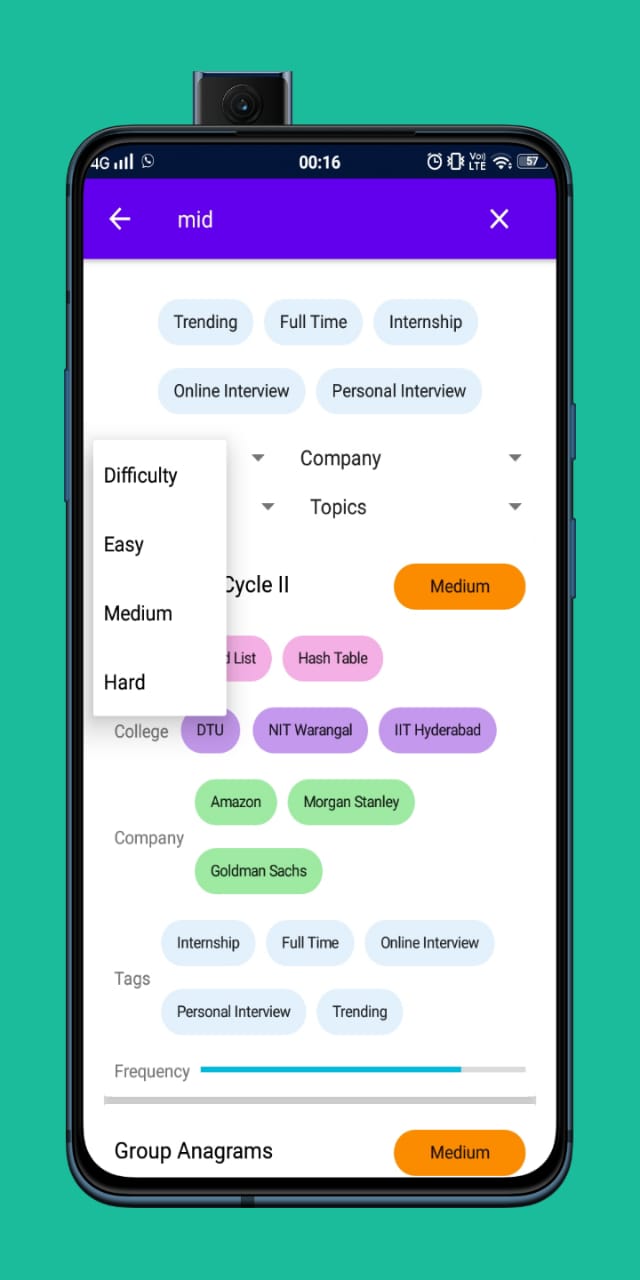 4G 00:16 Vo) LTE 57
mid
Trending Full Time Internship
Online Interview Personal Interview
Difficulty
Company
Topics
Easy
Medium
Hard
Cycle II Medium
List Hash Table
College DTU NIT Warangal IIT Hyderabad
Company
Amazon Morgan Stanley
Goldman Sachs
Tags
Internship Full Time Online Interview
Personal Interview Trending
Frequency
Group Anagrams Medium